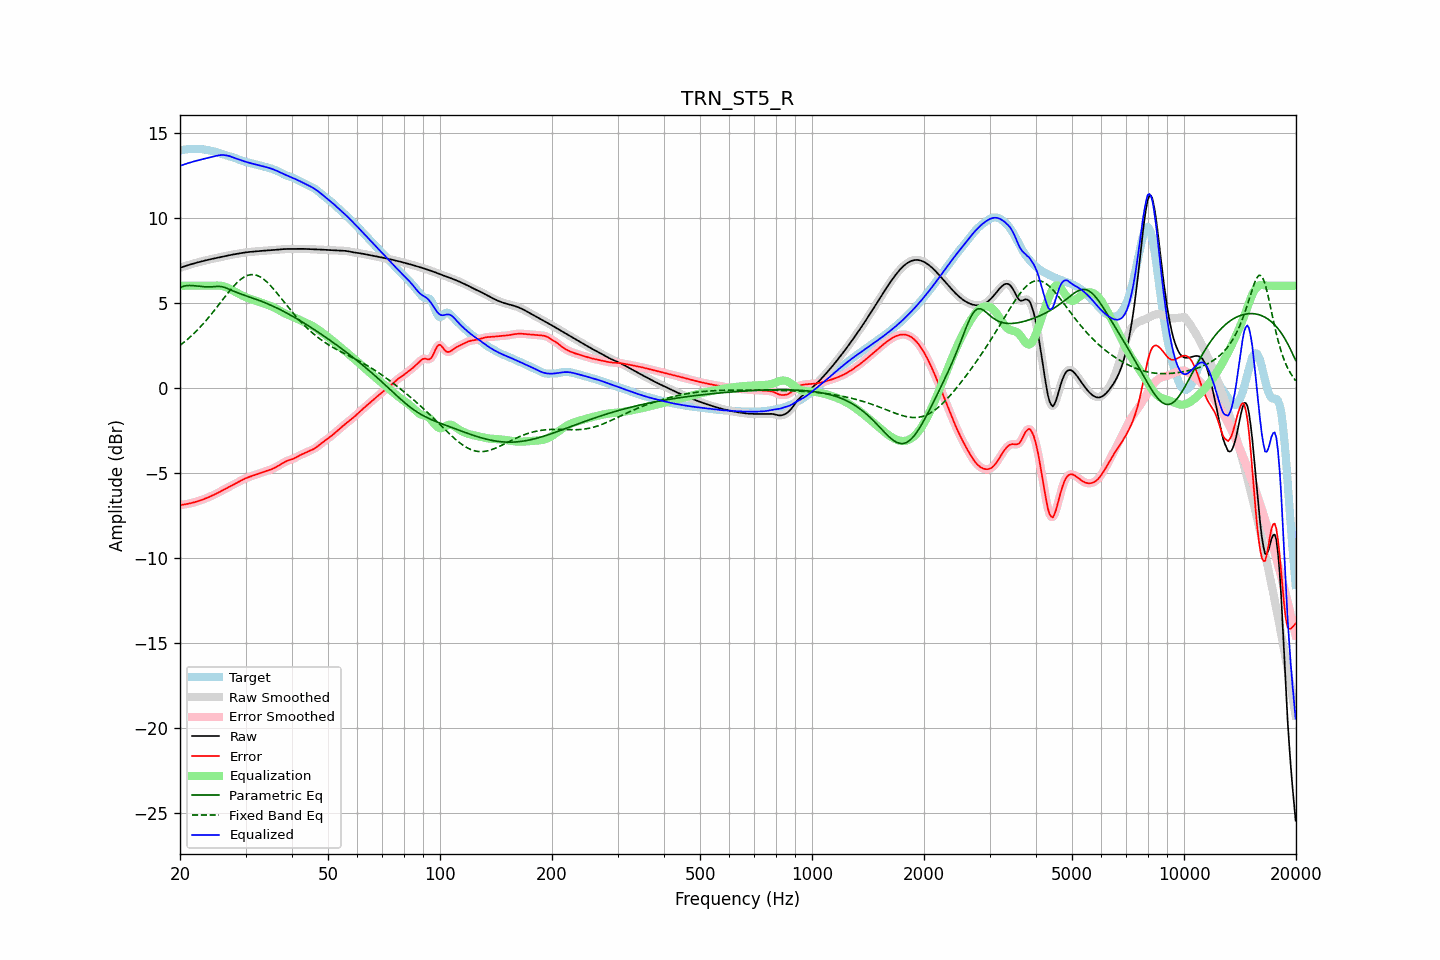 TRN_ST5_R
Amplitude (dBr)
15
10
5
0
−5
−10
−15
−20
−25
Target
Raw Smoothed
Error Smoothed
Raw
Error
Equalization
Parametric Eq
Fixed Band Eq
Equalized
20
50
100
200
500
1000
2000
5000
10000
20000
Frequency (Hz)